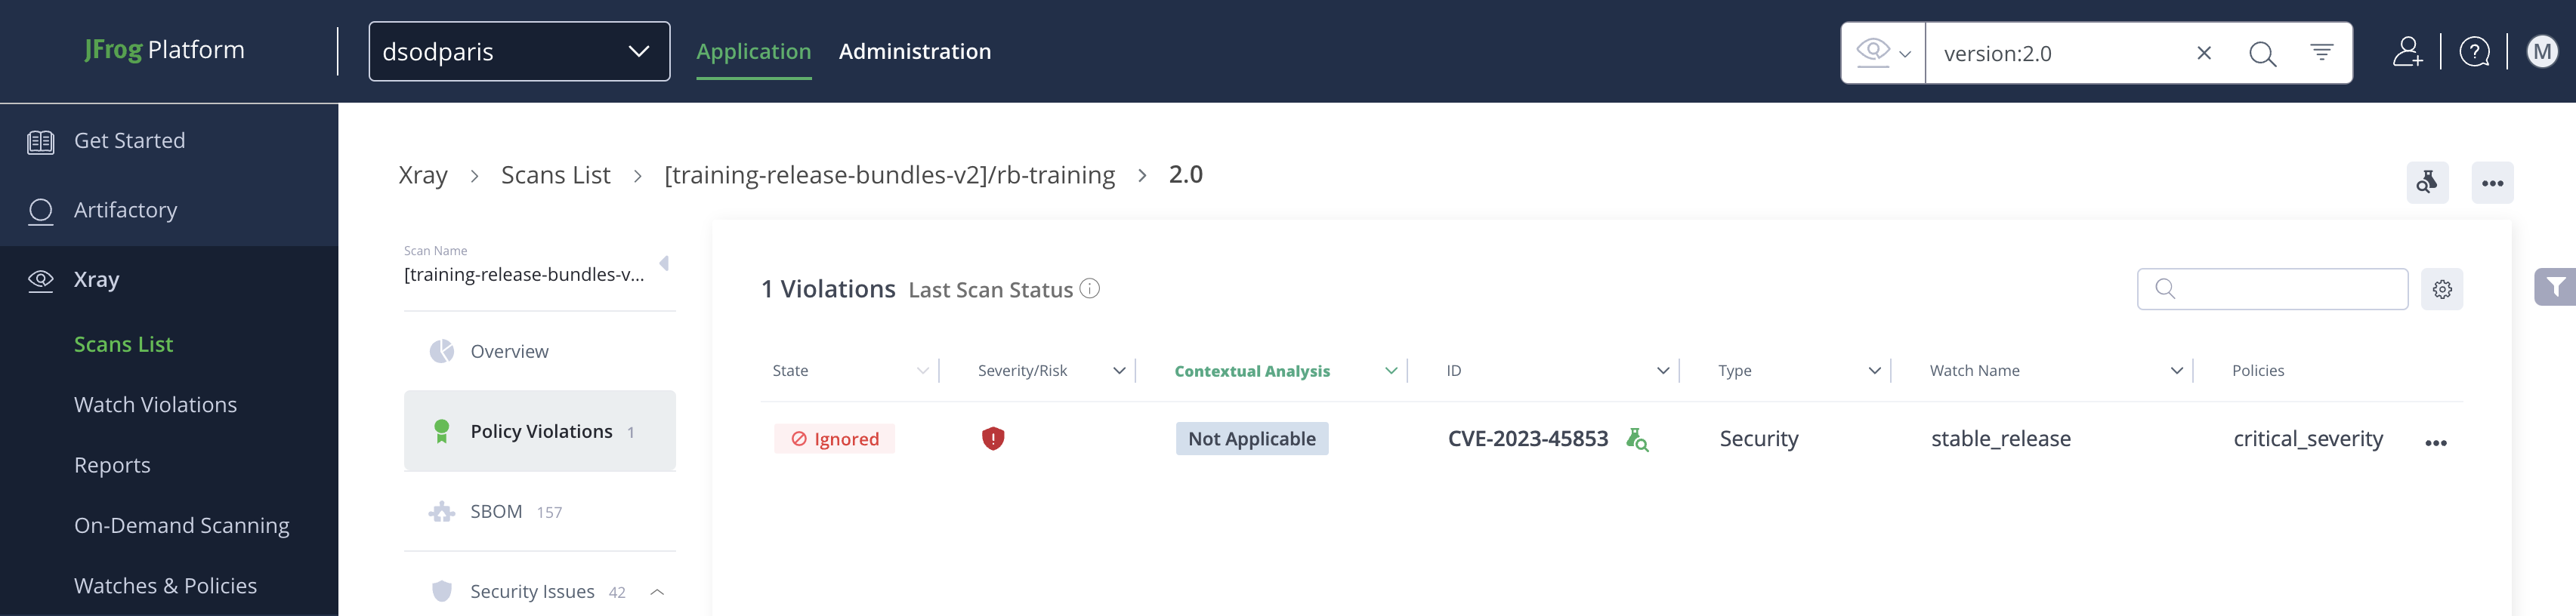 JFrog Platform
dsodparis
Application
Administration
version:2.0
M
Get Started
Artifactory
Xray
Scans List
Watch Violations
Reports
On-Demand Scanning
Watches & Policies
Xray > Scans List > [training-release-bundles-v2]/rb-training > 2.0
Scan Name
[training-release-bundles-v...
Overview
Policy Violations 1
SBOM 157
Security Issues 42
1 Violations Last Scan Status
State Severity/Risk Contextual Analysis ID Type Watch Name Policies
Ignored Not Applicable CVE-2023-45853 Security stable_release critical_severity